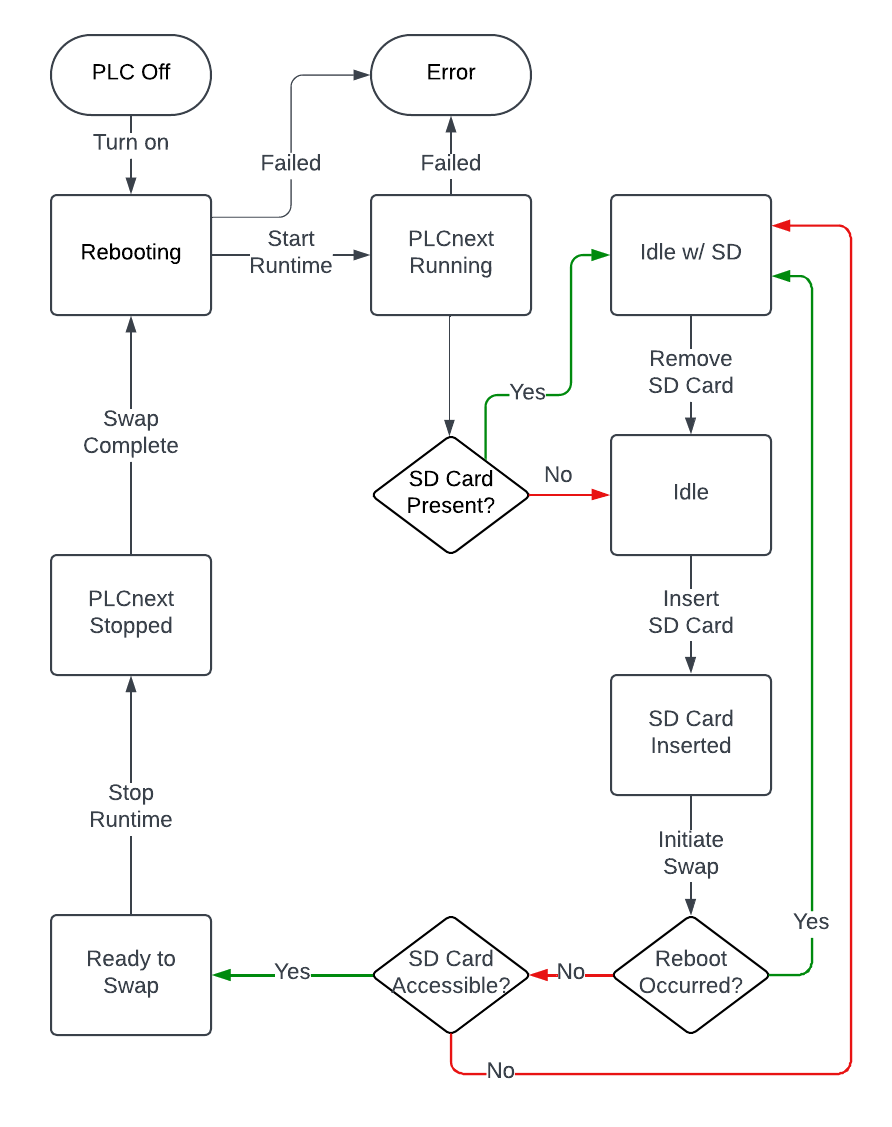 PLC Off
Error
Turn on
Failed
Failed
Rebooting
Start
Runtime
PLCnext
Running
Idle w/ SD
Remove
SD Card
Yes
Swap
Complete
SD Card
Present?
No
Idle
PLCnext
Stopped
Insert
SD Card
SD Card
Inserted
Stop
Runtime
Initiate
Swap
Yes
Ready to
Swap
Yes
SD Card
Accessible?
No
Reboot
Occurred?
No